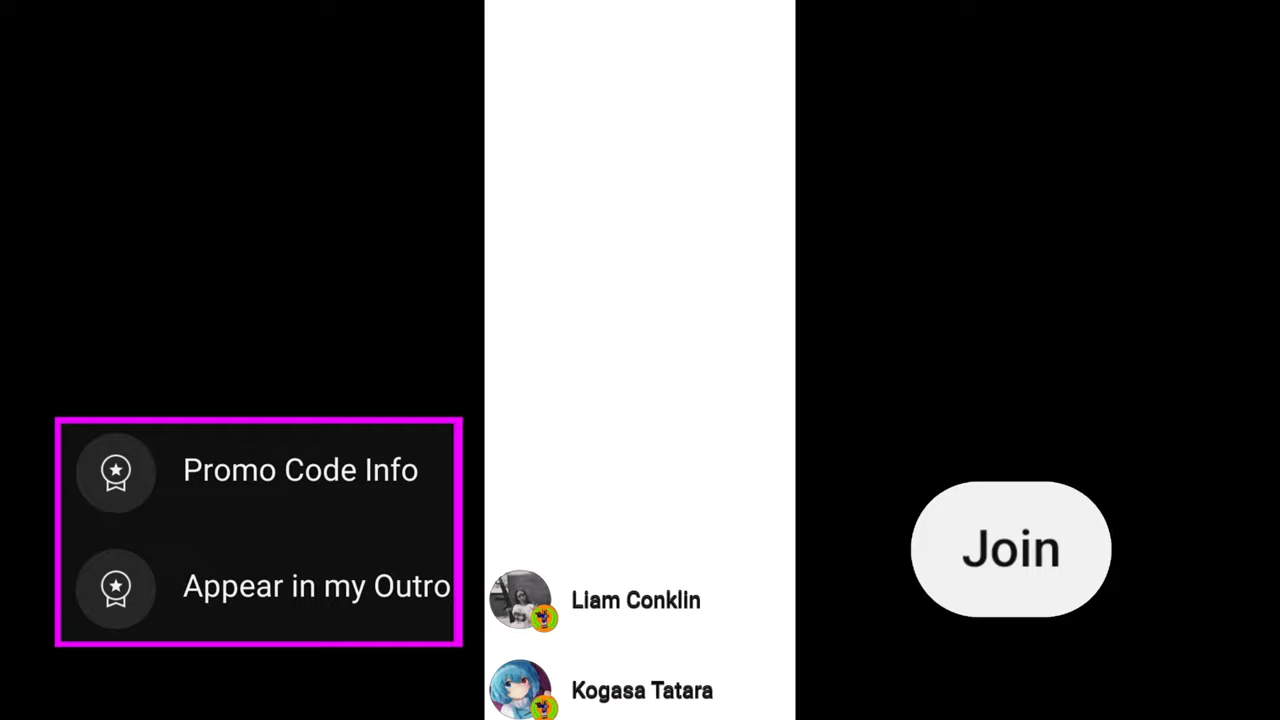 Promo Code Info
Appear in my Outro
Liam Conklin
Kogasa Tatara
Join